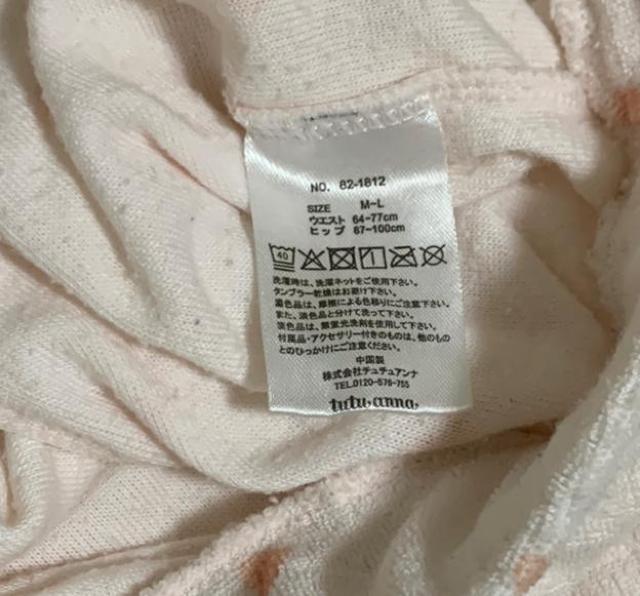 NO. 82-1812
SIZE M-L
ウエスト 64-77cm
ヒップ 87-100cm
40
洗濯時は、洗濯ネットをご使用下さい。
タンブラー乾燥はお避け下さい。
濃色品は、摩擦による色移りにご注意下さい。
また、淡色品と分けて洗って下さい。
淡色品は、無蛍光洗剤を使用して下さい。
付属品・アクセサリー付きのものは、他のもの
とのひっかけにご注意ください。
中国製
株式会社チュチュアンナ
TEL.0120-576-755
tutu.anna